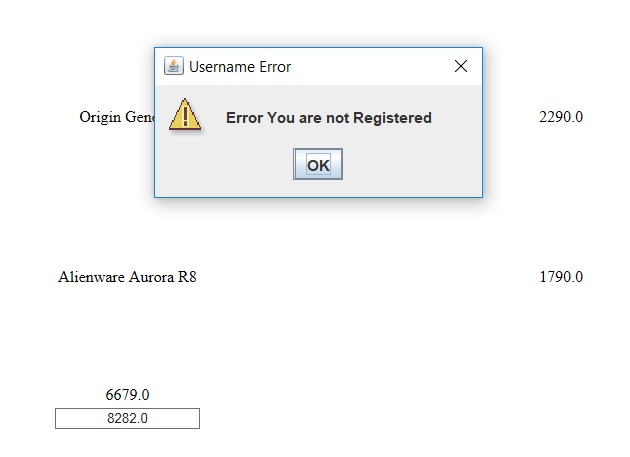 Username Error
Origin Gen
2290.0
Error You are not Registered
OK
Alienware Aurora R8
1790.0
6679.0
8282.0